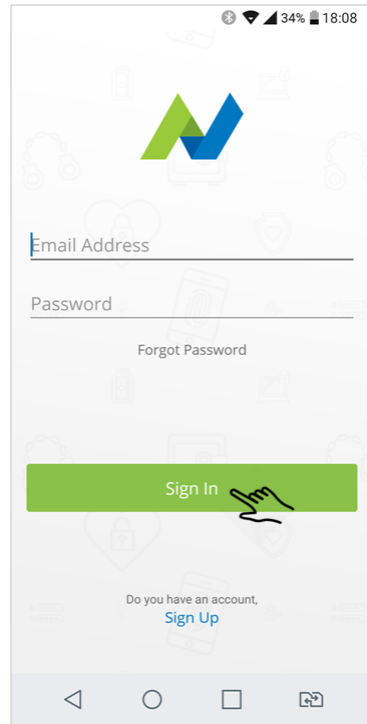 34% 18:08
Email Address
Password
Forgot Password
Sign In
Do you have an account,
Sign Up